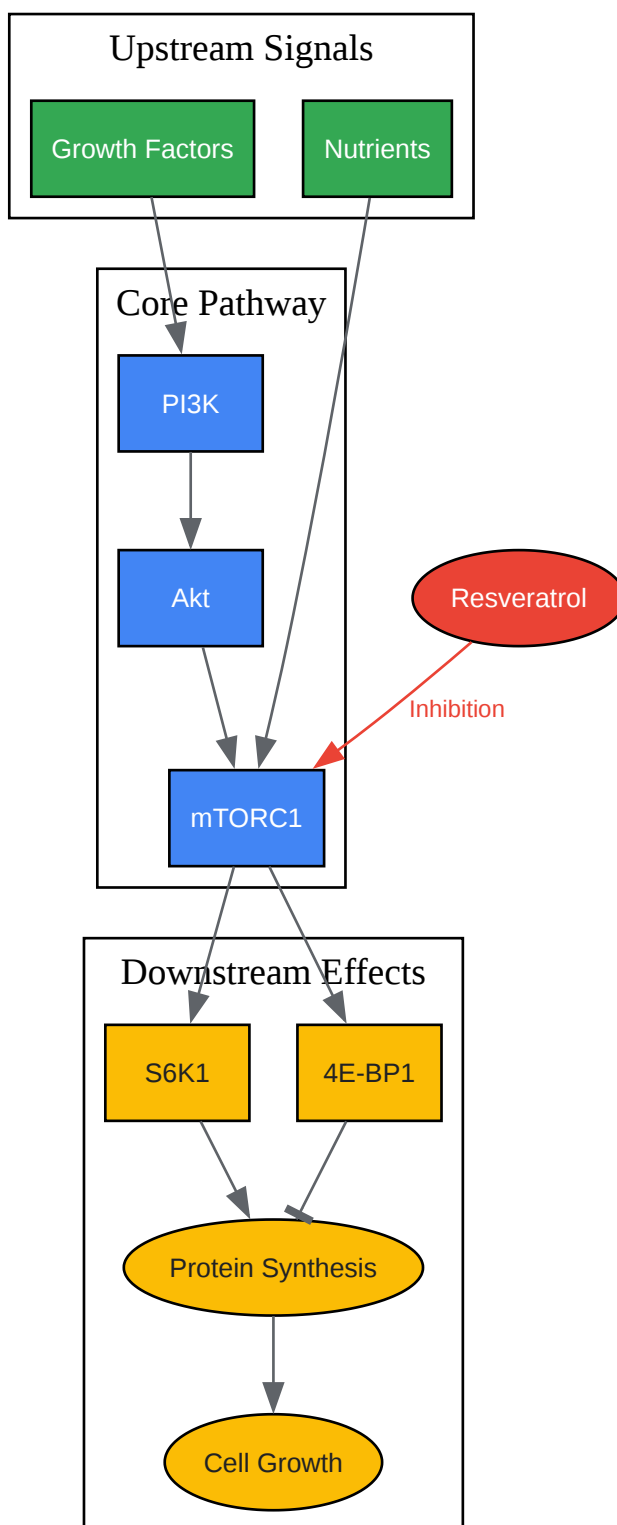 Upstream Signals
Growth Factors
Nutrients
Core Pathway
PI3K
Akt
Resveratrol
Inhibition
mTORC1
Downstream Effects
S6K1
4E-BP1
Protein Synthesis
Cell Growth